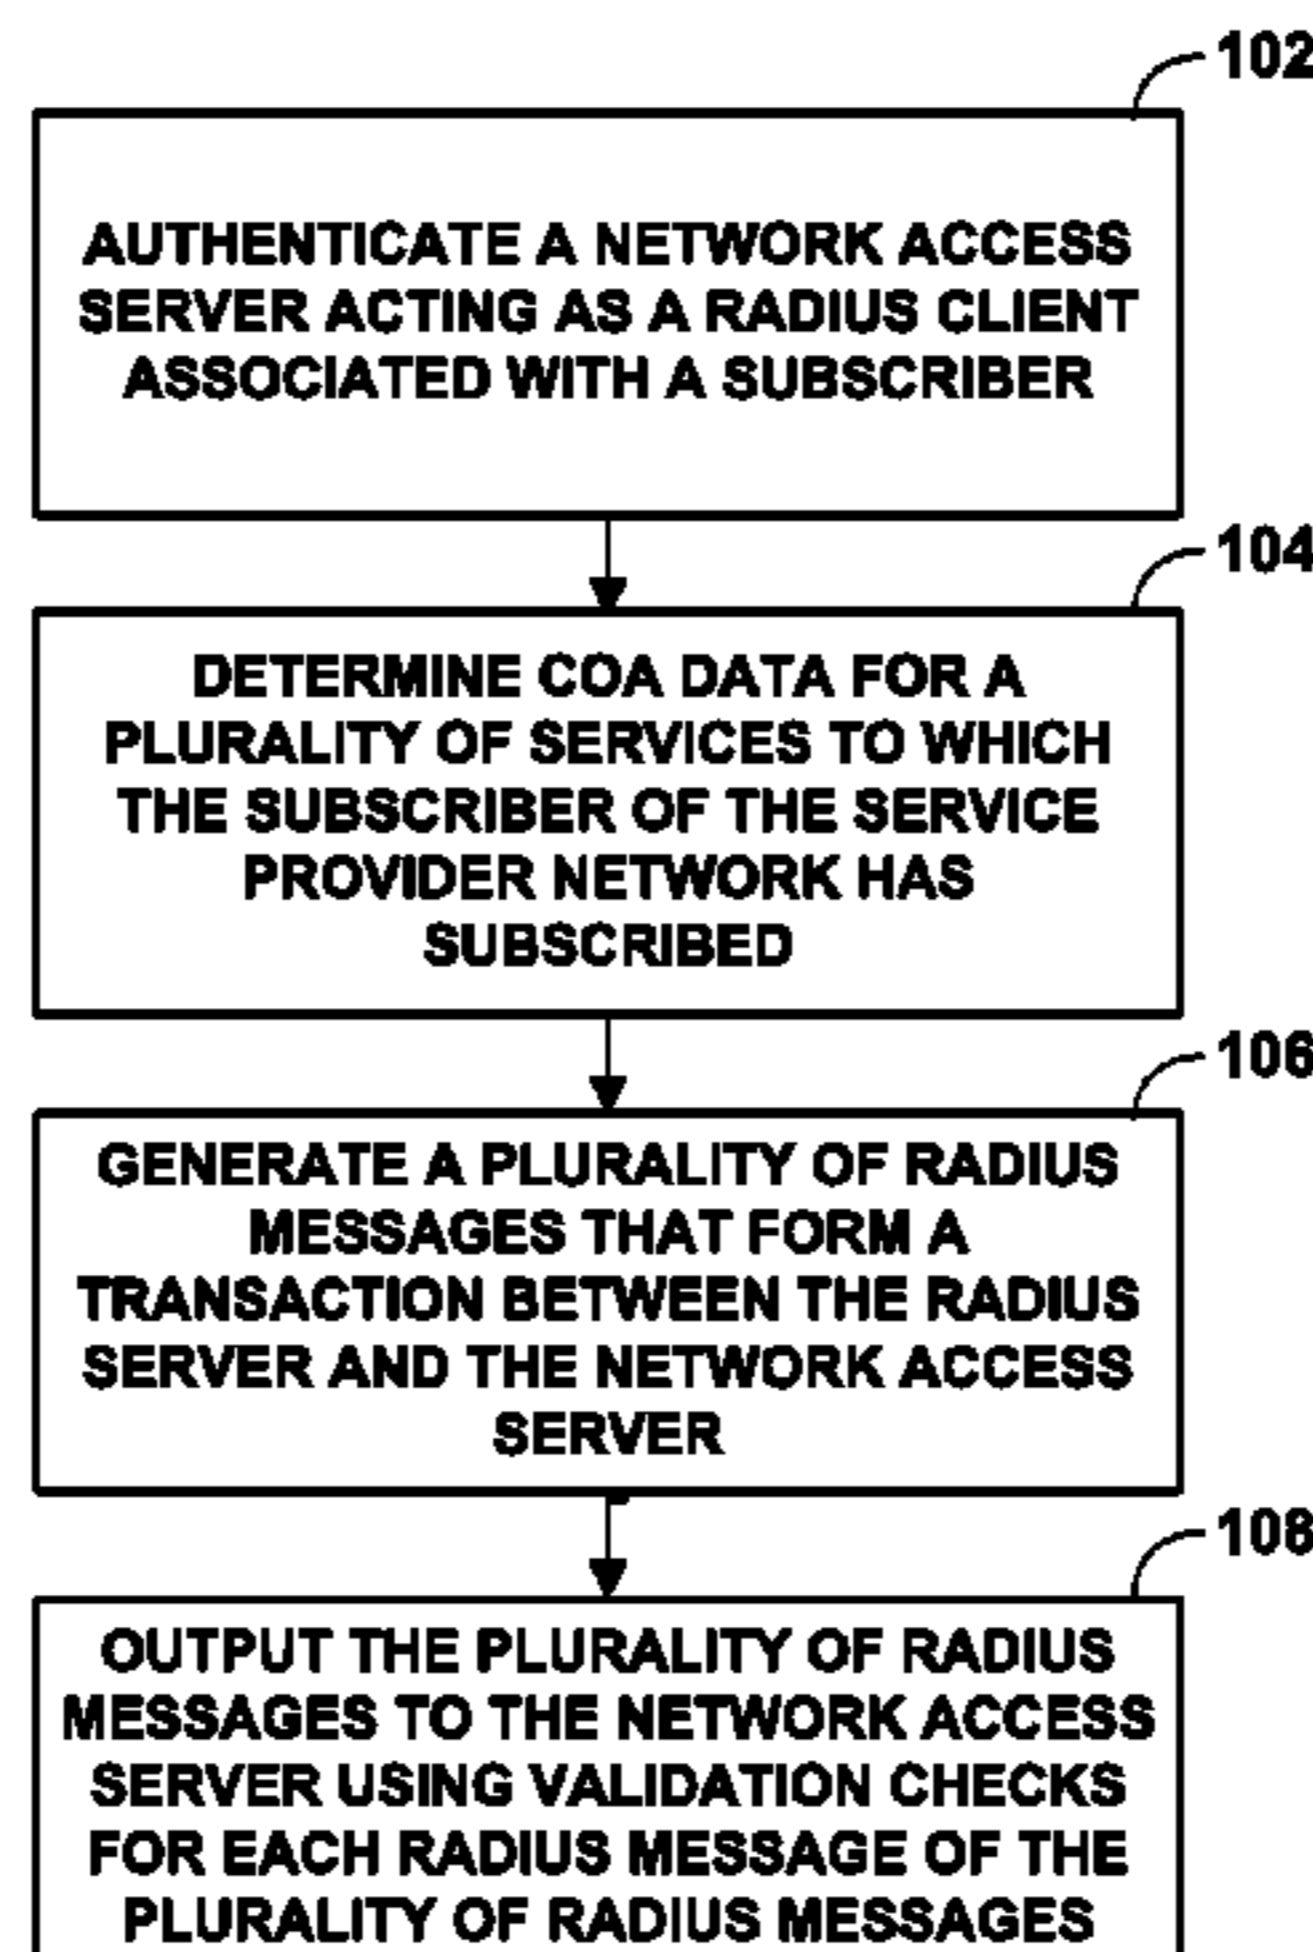 102
AUTHENTICATE A NETWORK ACCESS
SERVER ACTING AS A RADIUS CLIENT
ASSOCIATED WITH A SUBSCRIBER
104
DETERMINE COA DATA FOR A
PLURALITY OF SERVICES TO WHICH
THE SUBSCRIBER OF THE SERVICE
PROVIDER NETWORK HAS
SUBSCRIBED
106
GENERATE A PLURALITY OF RADIUS
MESSAGES THAT FORM A
TRANSACTION BETWEEN THE RADIUS
SERVER AND THE NETWORK ACCESS
SERVER
108
OUTPUT THE PLURALITY OF RADIUS
MESSAGES TO THE NETWORK ACCESS
SERVER USING VALIDATION CHECKS
FOR EACH RADIUS MESSAGE OF THE
PLURALITY OF RADIUS MESSAGES